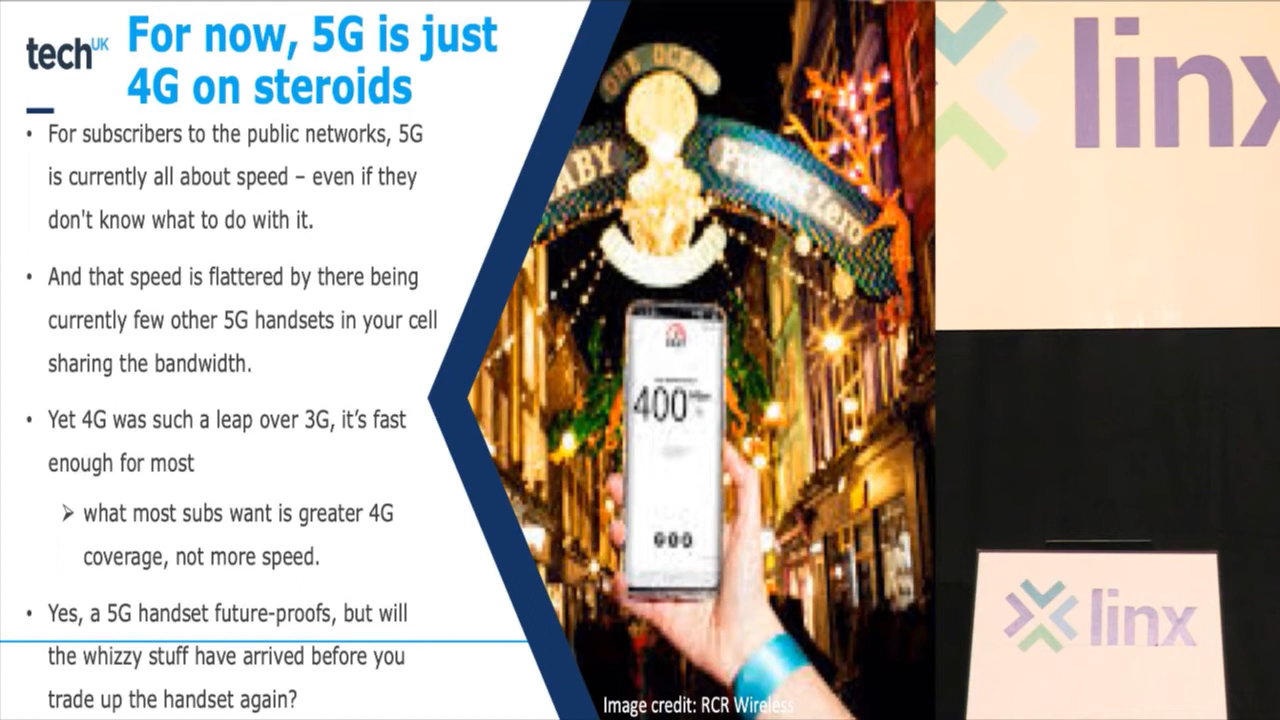 techUK
For now, 5G is just
4G on steroids
• For subscribers to the public networks, 5G
is currently all about speed – even if they
don't know what to do with it.
• And that speed is flattered by there being
currently few other 5G handsets in your cell
sharing the bandwidth.
• Yet 4G was such a leap over 3G, it's fast
enough for most
➢ what most subs want is greater 4G
coverage, not more speed.
• Yes, a 5G handset future-proofs, but will
the whizzy stuff have arrived before you
trade up the handset again?
OUR OCEAN
ABY
Project Zero
400
Image credit: RCR Wireless
linx
linx